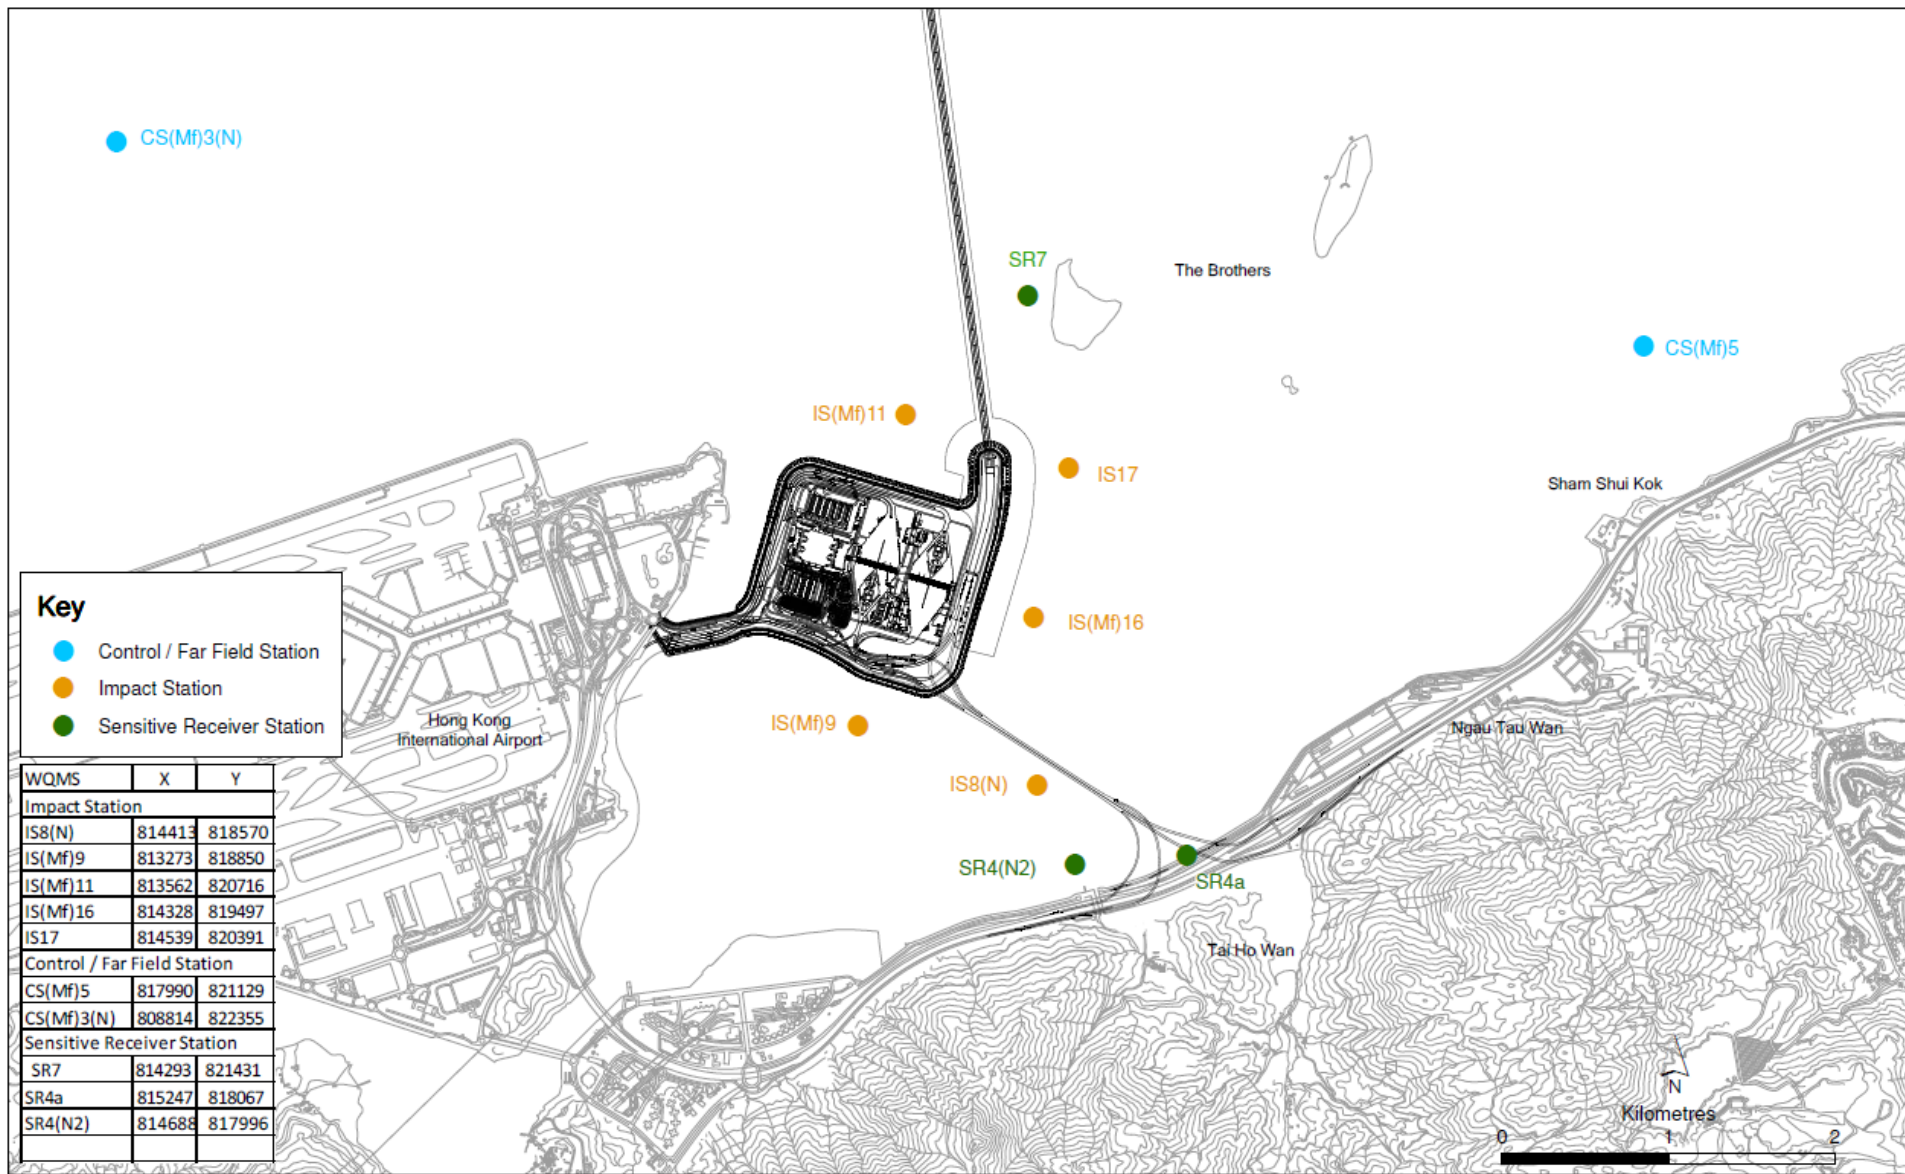 CS(Mf)3(N)
SR7
The Brothers
CS(Mf)5
IS(Mf)11
IS17
Sham Shui Kok
IS(Mf)16
Key
Control / Far Field Station
Impact Station
Sensitive Receiver Station
Hong Kong
International Airport
IS(Mf)9
Ngau Tau Wan
IS8(N)
SR4(N2)
SR4a
Tai Ho Wan
WQMS X Y
Impact Station
IS8(N) 814413 818570
IS(Mf)9 813273 818850
IS(Mf)11 813562 820716
IS(Mf)16 814328 819497
IS17 814539 820391
Control / Far Field Station
CS(Mf)5 817990 821129
CS(Mf)3(N) 808814 822355
Sensitive Receiver Station
SR7 814293 821431
SR4a 815247 818067
SR4(N2) 814688 817996
N
Kilometres
0 1 2